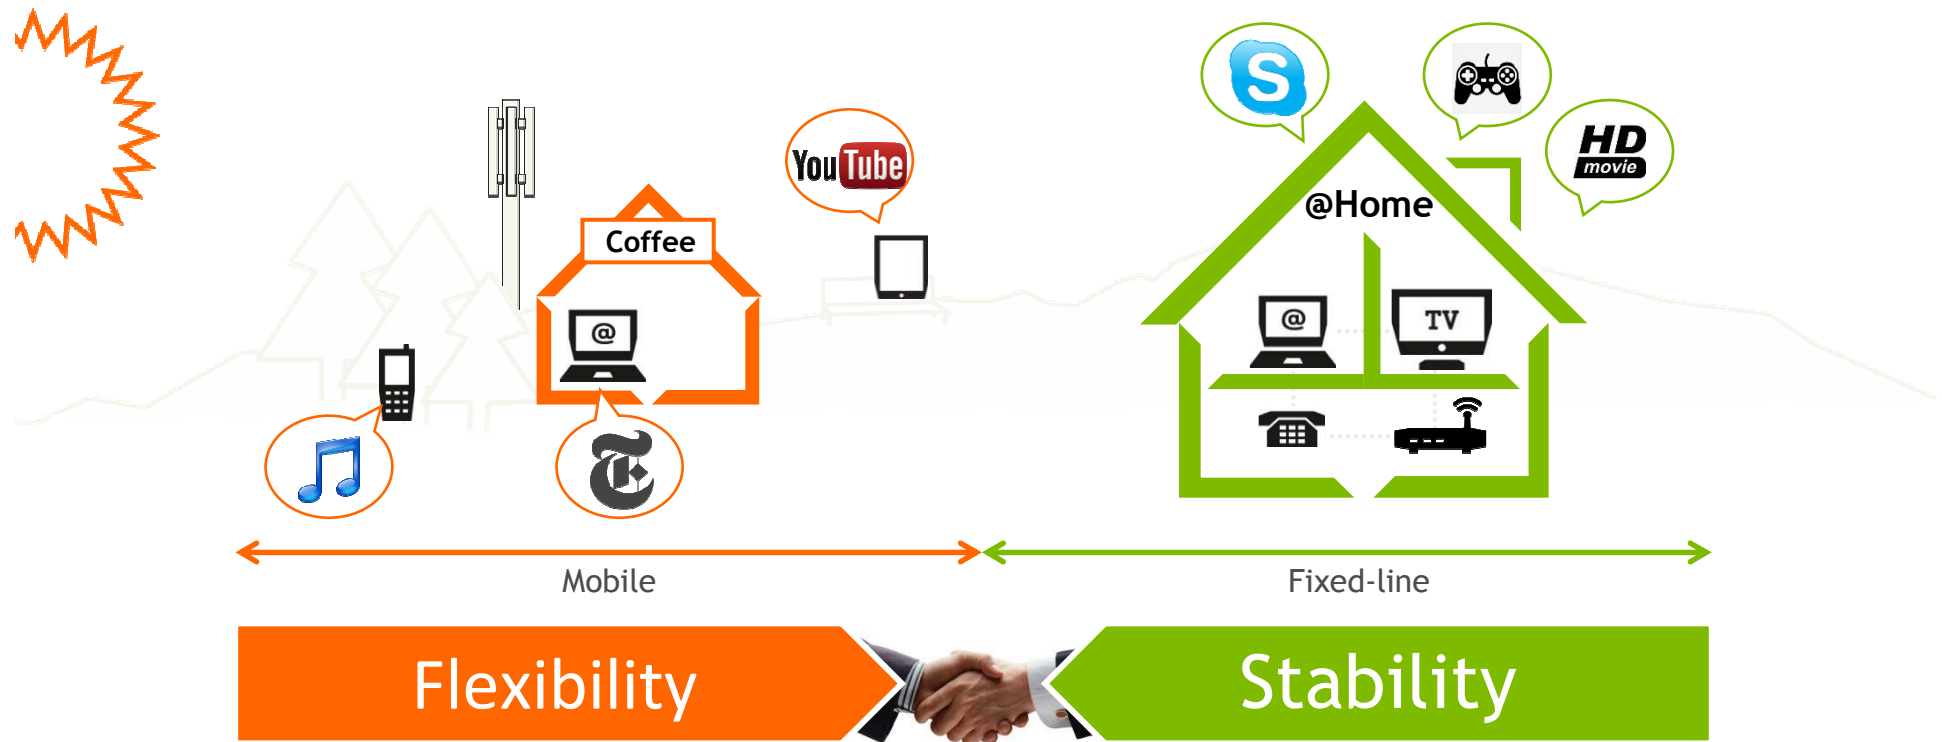 YouTube
HD
movie
@Home
Coffee
@
@
TV
Mobile
Fixed-line
Flexibility
Stability